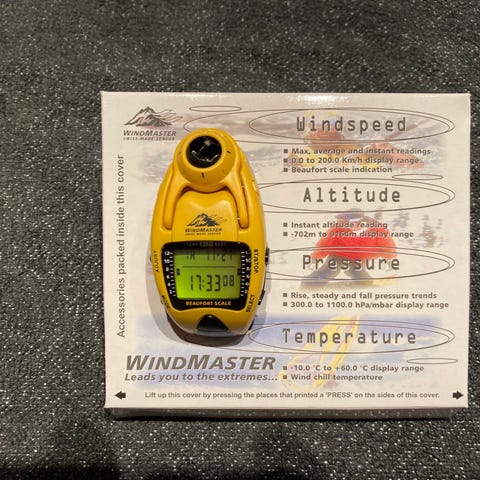 WINDMASTER
SWISS-MADE-SENSOR
Windspeed
Max, average and instant readings
0.0 to 200.0 Km/h display range
Beaufort scale indication
Altitude
Instant altitude reading
display range
Pressure
Rise, steady and fall pressure trends
300.0 to 1100.0 hPa/mbar display range
Temperature
-10.0 °C to +60.0 °C display range
Wind chill temperature
Accessories packed inside this cover
WINDMASTER
17:33 08
BEAUFORT SCALE
WINDMASTER
Leads you to the extremes...
Lift up this cover by pressing the places that printed a 'PRESS' on the sides of this cover.